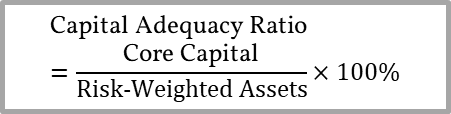 Capital Adequacy Ratio
= Core Capital / Risk-Weighted Assets × 100%